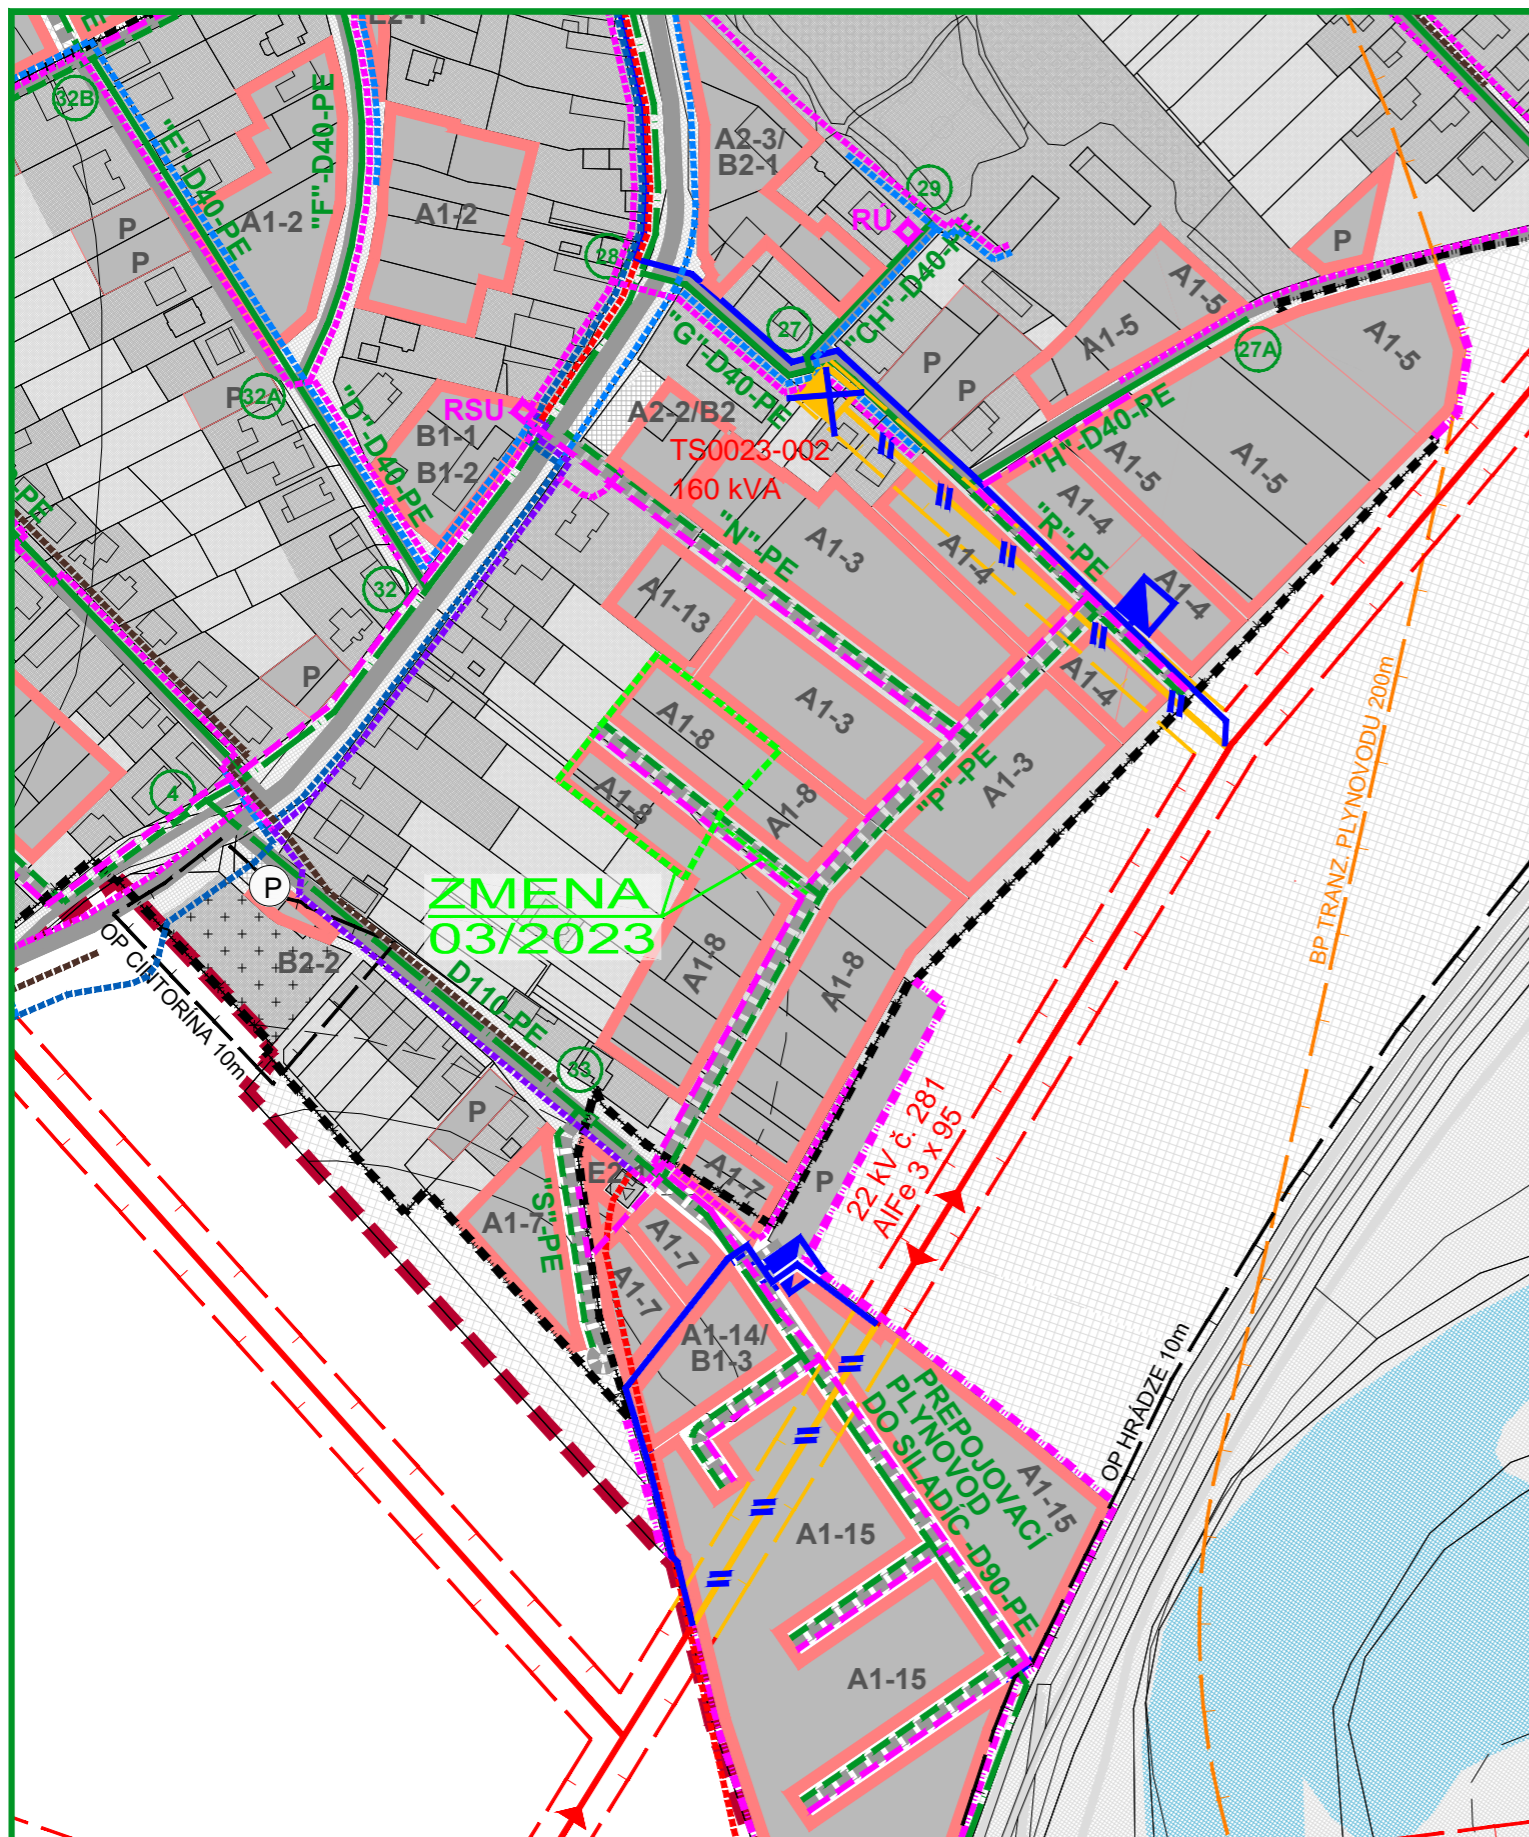 E2-1
32B
"E"-D40-PE
"F"-D40-PE
A1-2
A1-2
A2-3/
B2-1
29
RÚ
"CH"-D40-P
P
P
P
A1-5
A1-5
A1-5
27A
28
27
"G"-D40-PE
P
P
P
32A
RSU
B1-1
B1-2
"D"-D40-PE
A2-2/B2
TS0023-002
160 kVA
"H"-D40-PE
A1-5
A1-5
A1-4
"R"-PE
A1-4
A1-4
A1-4
"N"-PE
A1-3
-PE
32
A1-13
P
A1-8
A1-3
A1-3
"P"-PE
A1-8
A1-8
4
BP TRANZ. PLYNOVODU 200m
P
ZMENA
03/2023
B2-2
OP CINTORÍNA 10m
D110-PE
A1-8
A1-8
33
P
22 kV č. 281
AlFe 3 x 95
A1-7
P
E2-1
A1-7
"S"-PE
A1-7
A1-7
A1-14/
B1-3
OP HRÁDZE 10m
PREPOJOVACÍ
PLYNOVOD
DO SILADÍC -D90-PE
A1-15
A1-15
A1-15